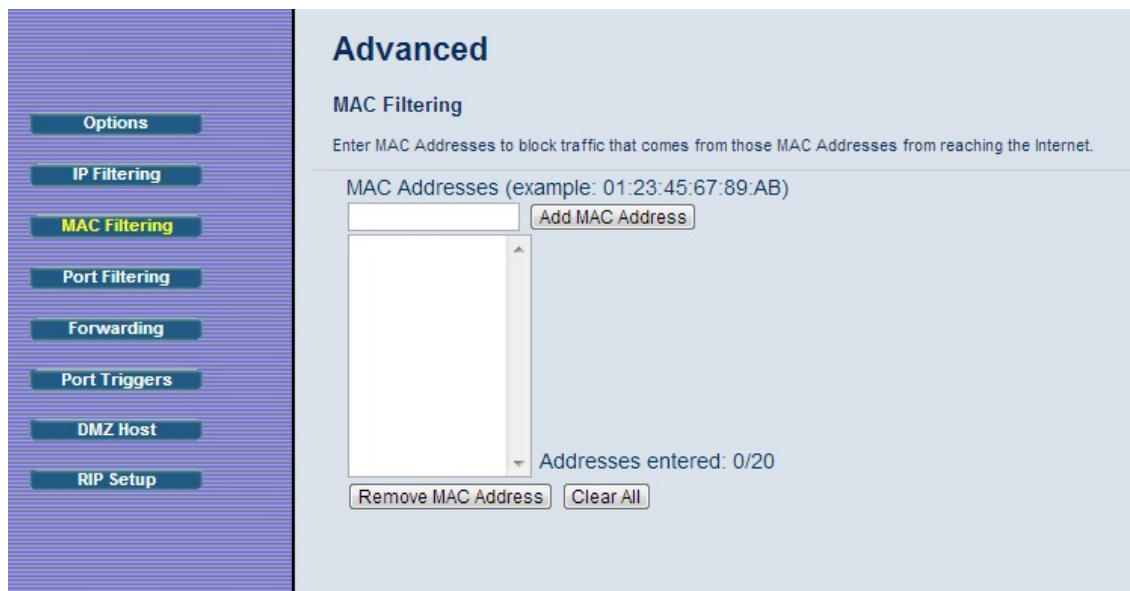 Options
IP Filtering
MAC Filtering
Port Filtering
Forwarding
Port Triggers
DMZ Host
RIP Setup
Advanced
MAC Filtering
Enter MAC Addresses to block traffic that comes from those MAC Addresses from reaching the Internet.
MAC Addresses (example: 01:23:45:67:89:AB)
Add MAC Address
Addresses entered: 0/20
Remove MAC Address Clear All